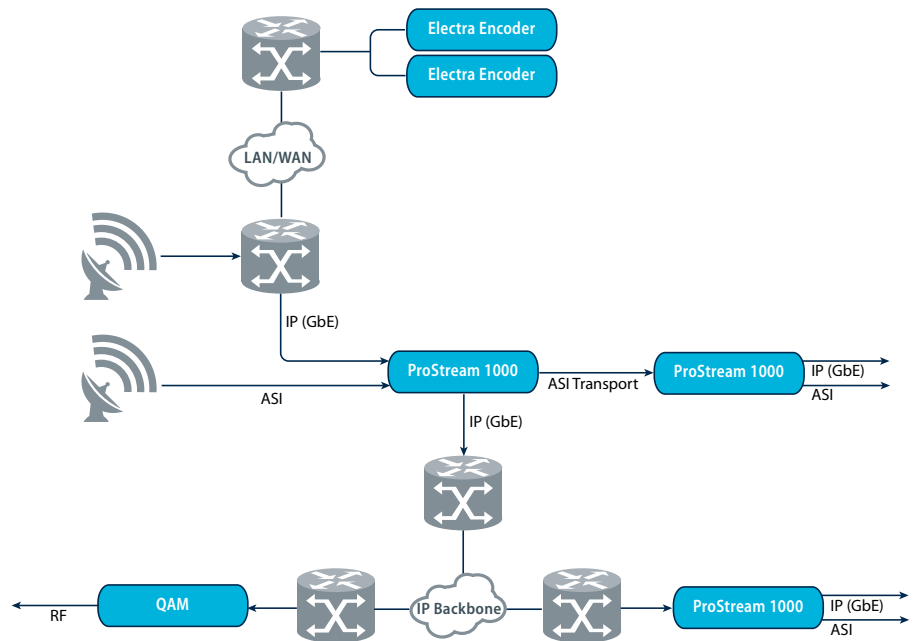 Electra Encoder
Electra Encoder
LAN/WAN
IP (GbE)
ProStream 1000
ProStream 1000
IP (GbE)
ASI Transport
ASI
ASI
IP (GbE)
IP Backbone
QAM
ProStream 1000
IP (GbE)
RF
ASI